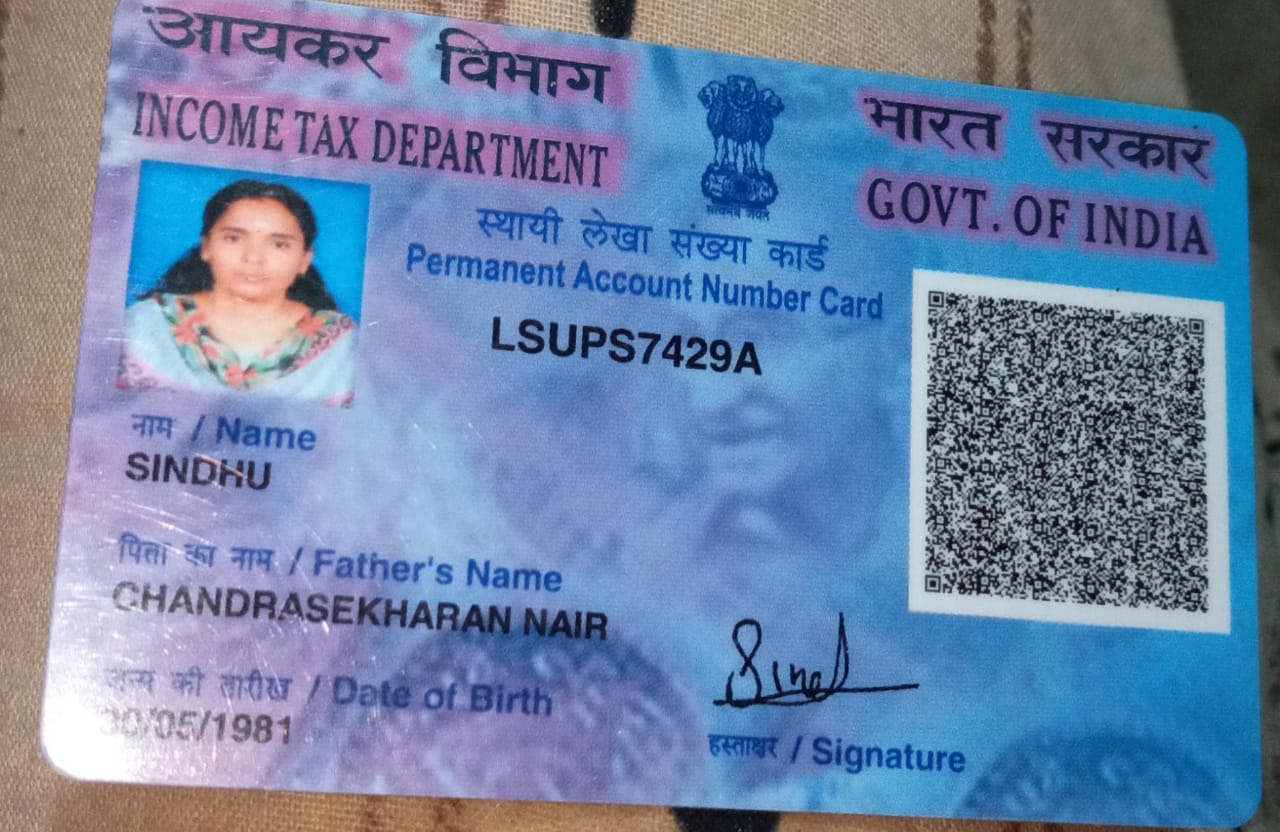 आयकर विभाग
INCOME TAX DEPARTMENT
भारत सरकार
GOVT. OF INDIA
सत्यमेव जयते
स्थायी लेखा संख्या कार्ड
Permanent Account Number Card
LSUPS7429A
नाम / Name
SINDHU
पिता का नाम / Father's Name
CHANDRASEKHARAN NAIR
जन्म की तारीख / Date of Birth
30/05/1981
Sind
हस्ताक्षर / Signature